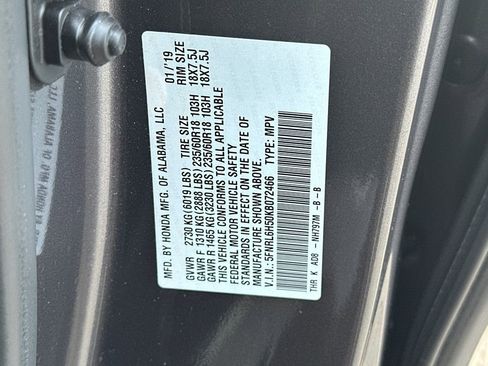 MFD. BY HONDA MFG. OF ALABAMA, LLC 01/'19
TIRE SIZE RIM SIZE
GVWR 2730 KG(6019 LBS)
GAWR F 1310 KG(2888 LBS) 235/60R18 103H 18X7.5J
GAWR R 1465 KG(3230 LBS) 235/60R18 103H 18X7.5J
THIS VEHICLE CONFORMS TO ALL APPLICABLE
FEDERAL MOTOR VEHICLE SAFETY
STANDARDS IN EFFECT ON THE DATE OF
MANUFACTURE SHOWN ABOVE.
V.I.N.: 5FNRL6H50KB072466 TYPE: MPV
THR K AD8 -NH797M -B -B